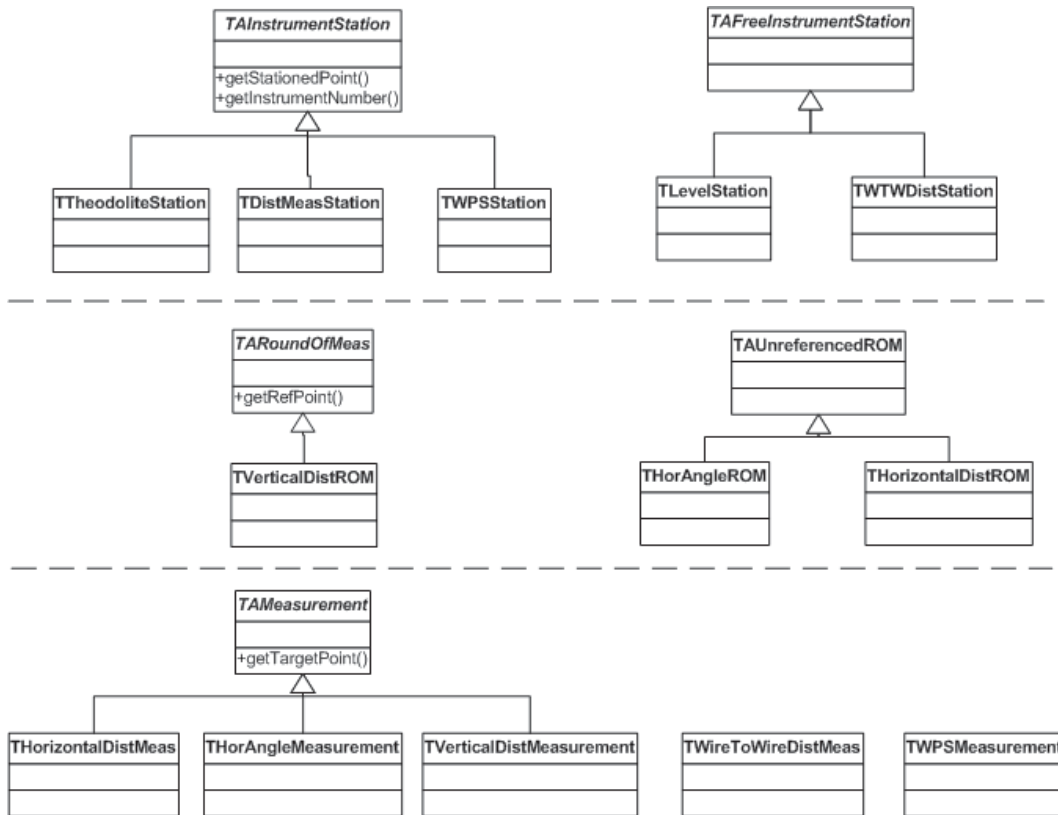 TAInstrumentStation
+getStationedPoint()
+getInstrumentNumber()
TAFreeInstrumentStation
TTheodoliteStation
TDistMeasStation
TWPSStation
TLevelStation
TWTWDistStation
TARoundOfMeas
+getRefPoint()
TAUnreferencedROM
TVerticalDistROM
THorAngleROM
THorizontalDistROM
TAMeasurement
+getTargetPoint()
THorizontalDistMeas
THorAngleMeasurement
TVerticalDistMeasurement
TWireToWireDistMeas
TWPSMeasurement